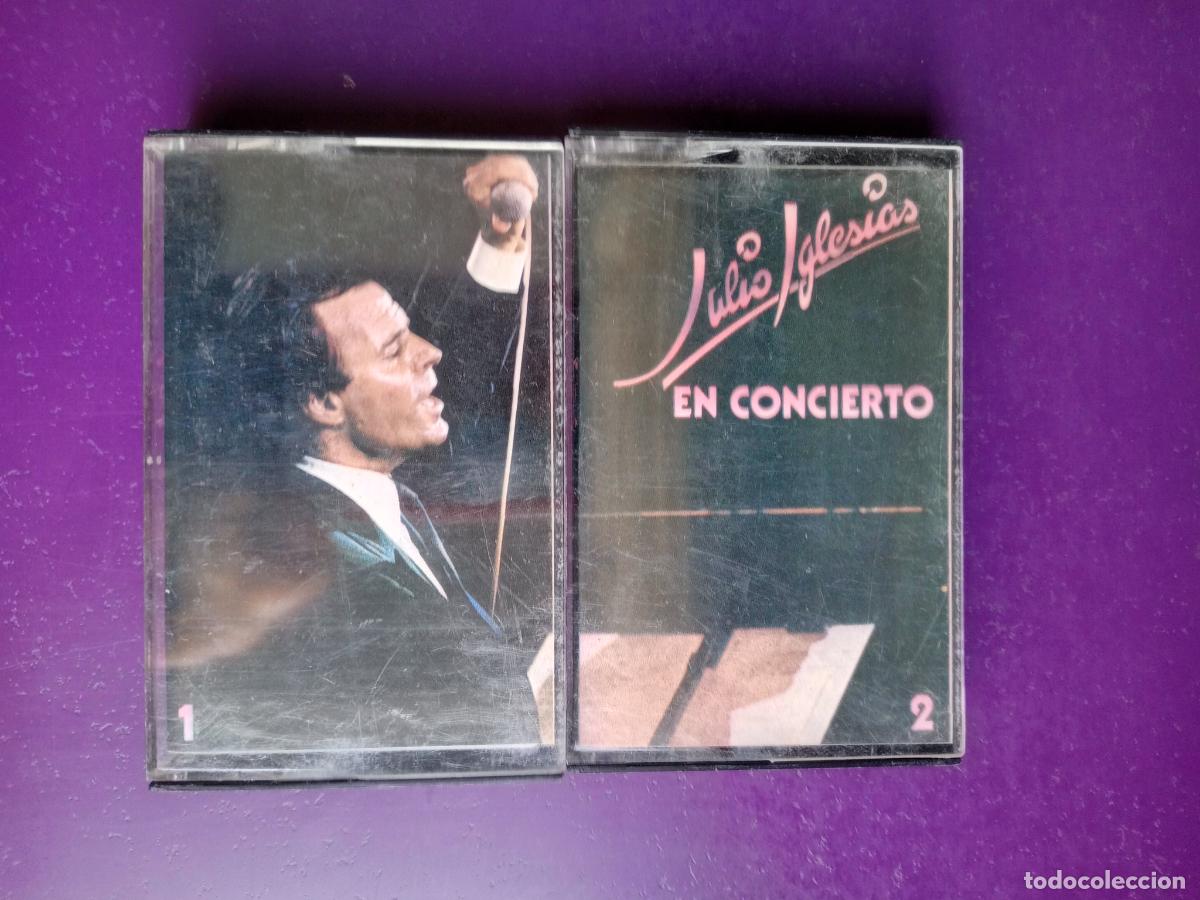 Julio Iglesias
EN CONCIERTO
1
2
todocoleccion